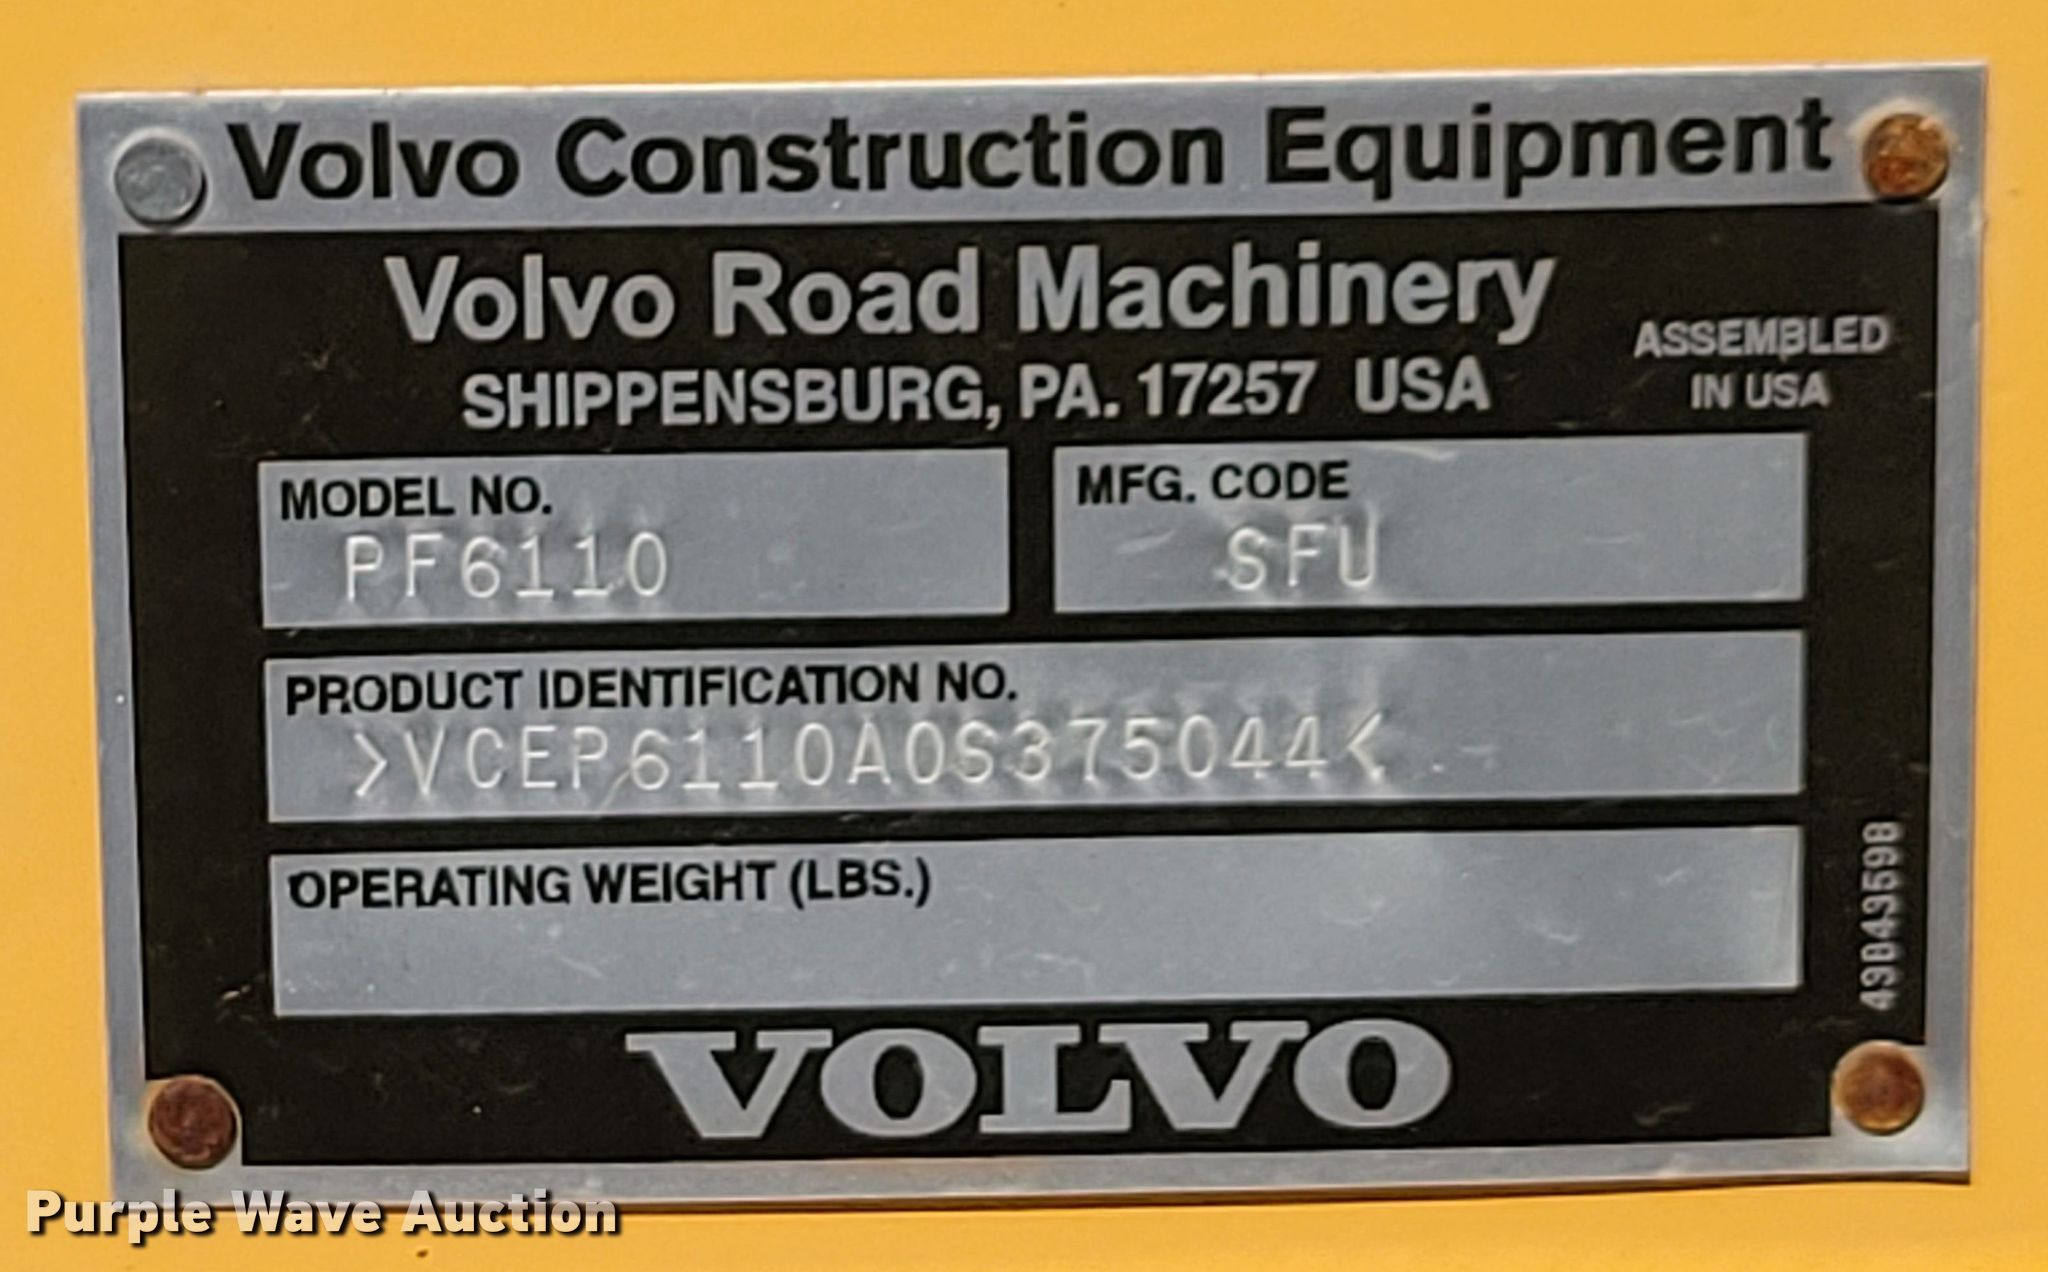 Volvo Construction Equipment
Volvo Road Machinery
SHIPPENSBURG, PA. 17257 USA
ASSEMBLED
IN USA
MODEL NO.
PF6110
MFG. CODE
SFU
PRODUCT IDENTIFICATION NO.
>VCEP6110A0S375044<
OPERATING WEIGHT (LBS.)
49849598
VOLVO
Purple Wave Auction